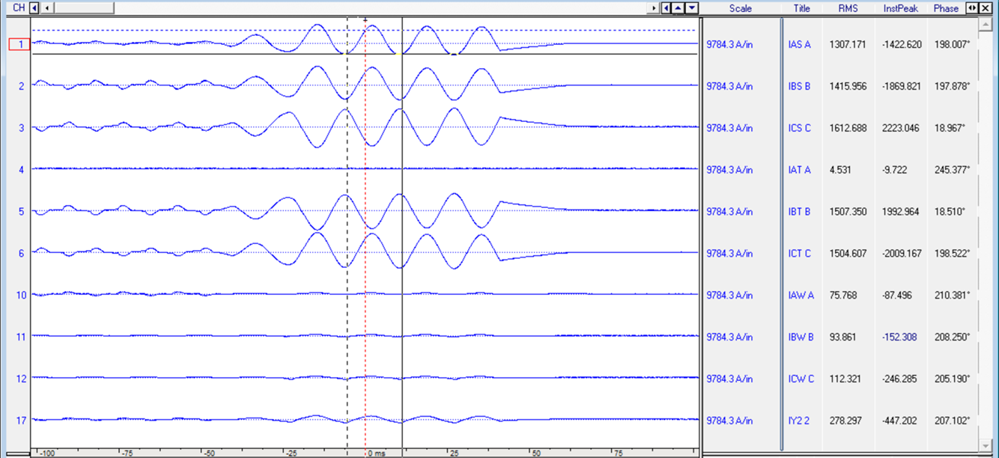 CH Scale Title RMS InstPeak Phase
1 9784.3 A/in IAS A 1307.171 -1422.620 198.007°
2 9784.3 A/in IBS B 1415.956 -1869.821 197.878°
3 9784.3 A/in ICS C 1612.688 2223.046 18.967°
4 9784.3 A/in IAT A 4.531 -9.722 245.377°
5 9784.3 A/in IBT B 1507.350 1992.964 18.510°
6 9784.3 A/in ICT C 1504.607 -2009.167 198.522°
10 9784.3 A/in IAW A 75.768 -87.496 210.381°
11 9784.3 A/in IBW B 93.861 -152.308 208.250°
12 9784.3 A/in ICW C 112.321 -246.285 205.190°
17 9784.3 A/in IY2 2 278.297 -447.202 207.102°
-100 -75 -50 -25 0 ms 25 50 75